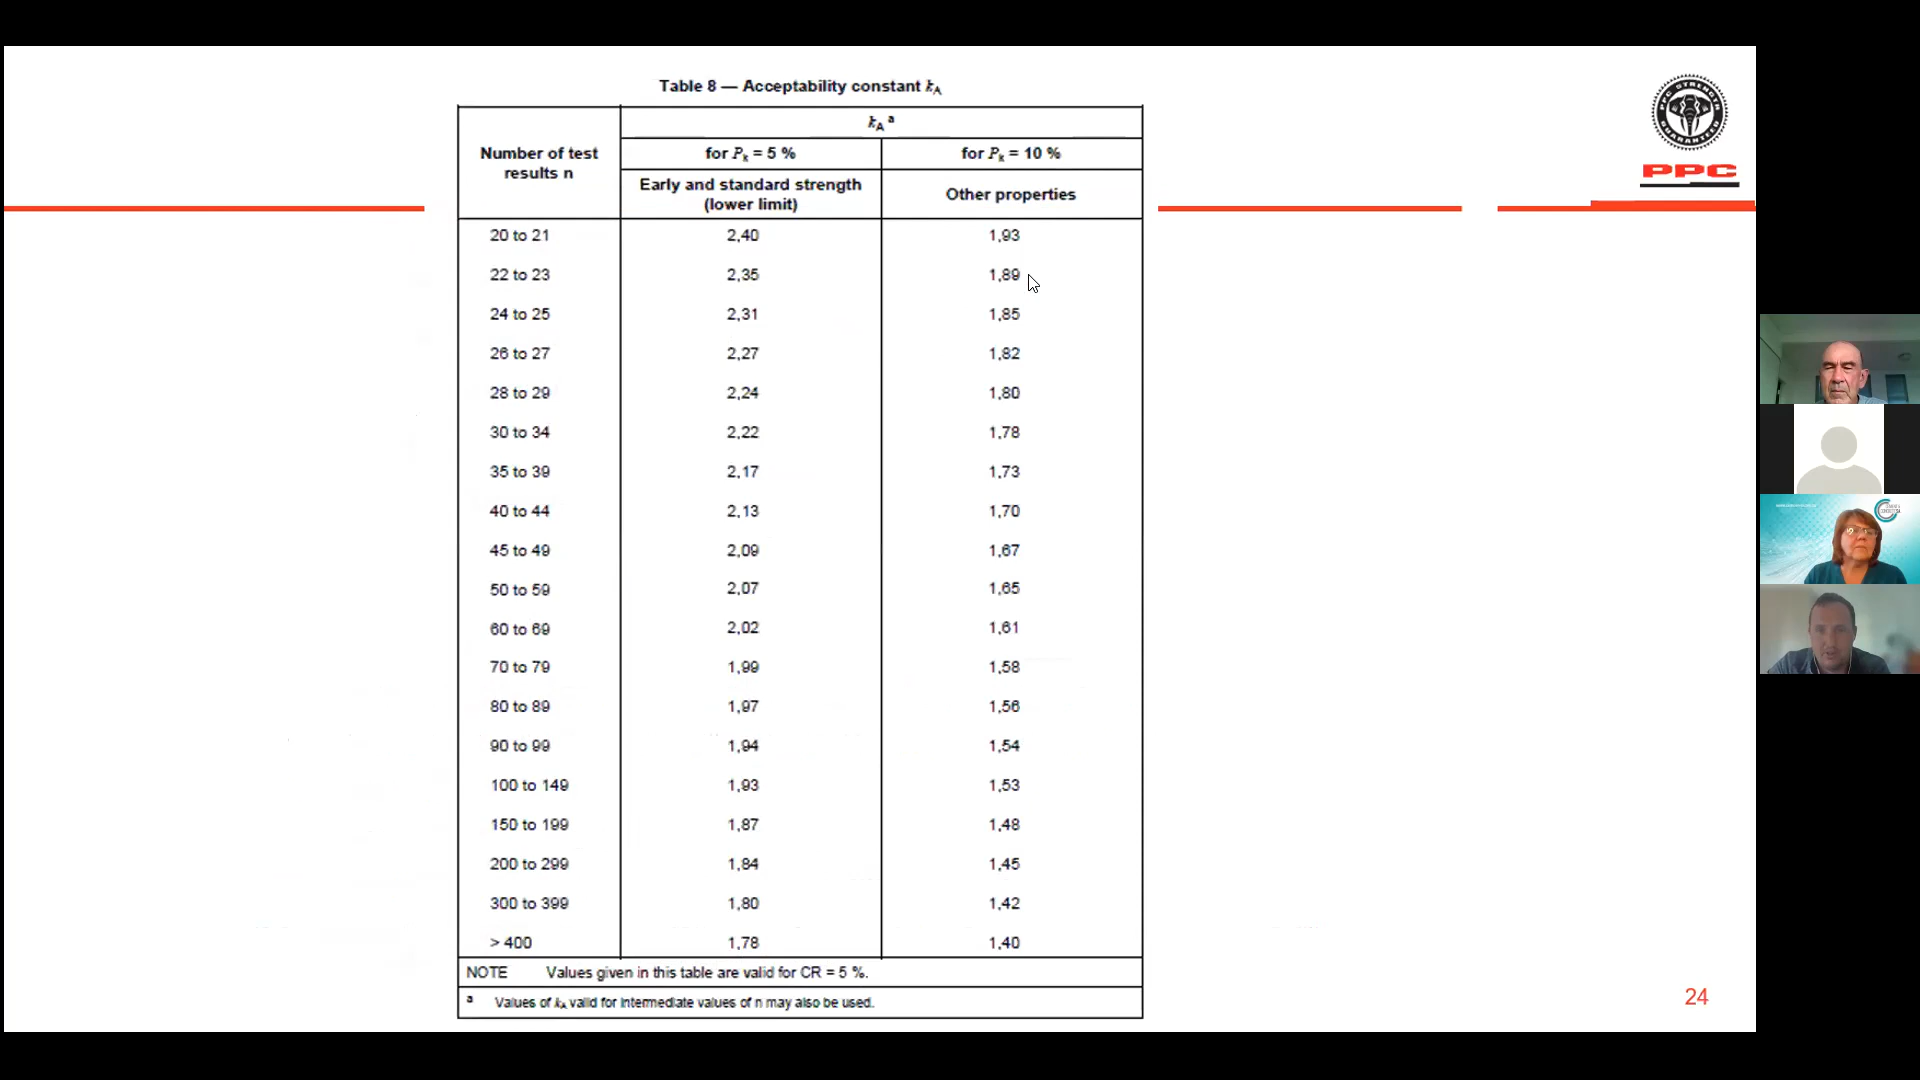 Table 8 — Acceptability constant kA
Number of test results n
kA a
for Pk = 5 %
for Pk = 10 %
Early and standard strength (lower limit)
Other properties
20 to 21 2,40 1,93
22 to 23 2,35 1,89
24 to 25 2,31 1,85
26 to 27 2,27 1,82
28 to 29 2,24 1,80
30 to 34 2,22 1,78
35 to 39 2,17 1,73
40 to 44 2,13 1,70
45 to 49 2,09 1,67
50 to 59 2,07 1,65
60 to 69 2,02 1,61
70 to 79 1,99 1,58
80 to 89 1,97 1,56
90 to 99 1,94 1,54
100 to 149 1,93 1,53
150 to 199 1,87 1,48
200 to 299 1,84 1,45
300 to 399 1,80 1,42
> 400 1,78 1,40
NOTE Values given in this table are valid for CR = 5 %.
a Values of kA valid for intermediate values of n may also be used.
PPC STRENGTH
GUARANTEED
PPC
24